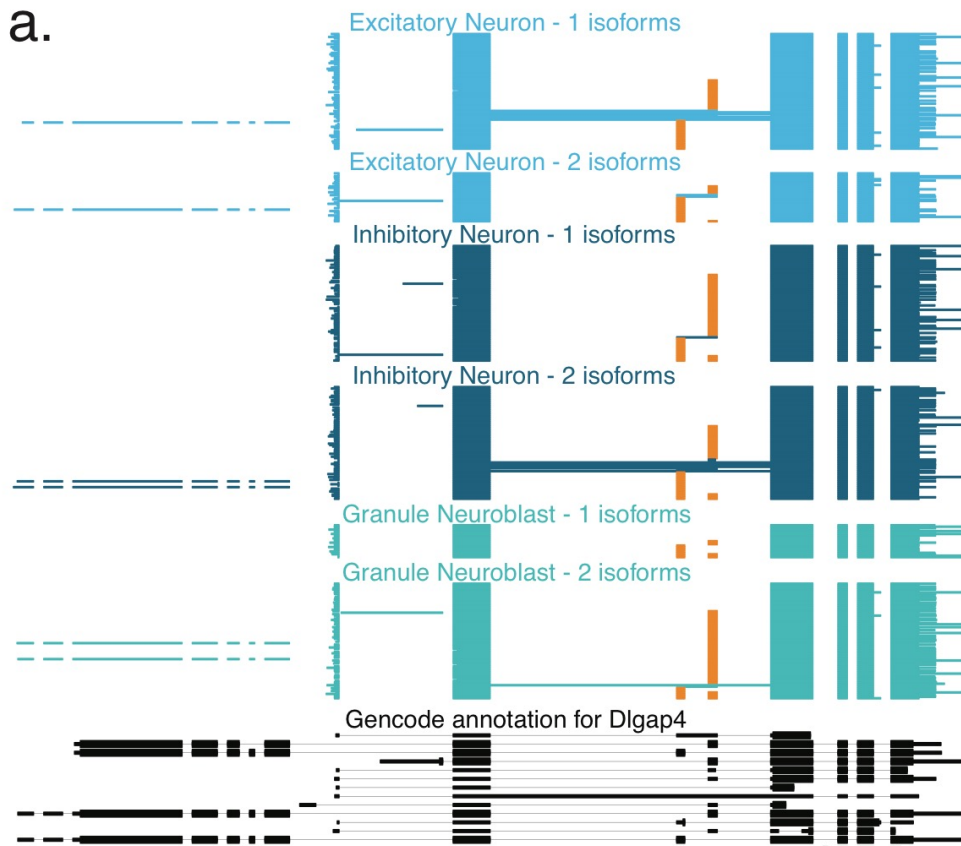 a.
Excitatory Neuron - 1 isoforms
Excitatory Neuron - 2 isoforms
Inhibitory Neuron - 1 isoforms
Inhibitory Neuron - 2 isoforms
Granule Neuroblast - 1 isoforms
Granule Neuroblast - 2 isoforms
Gencode annotation for Dlgap4